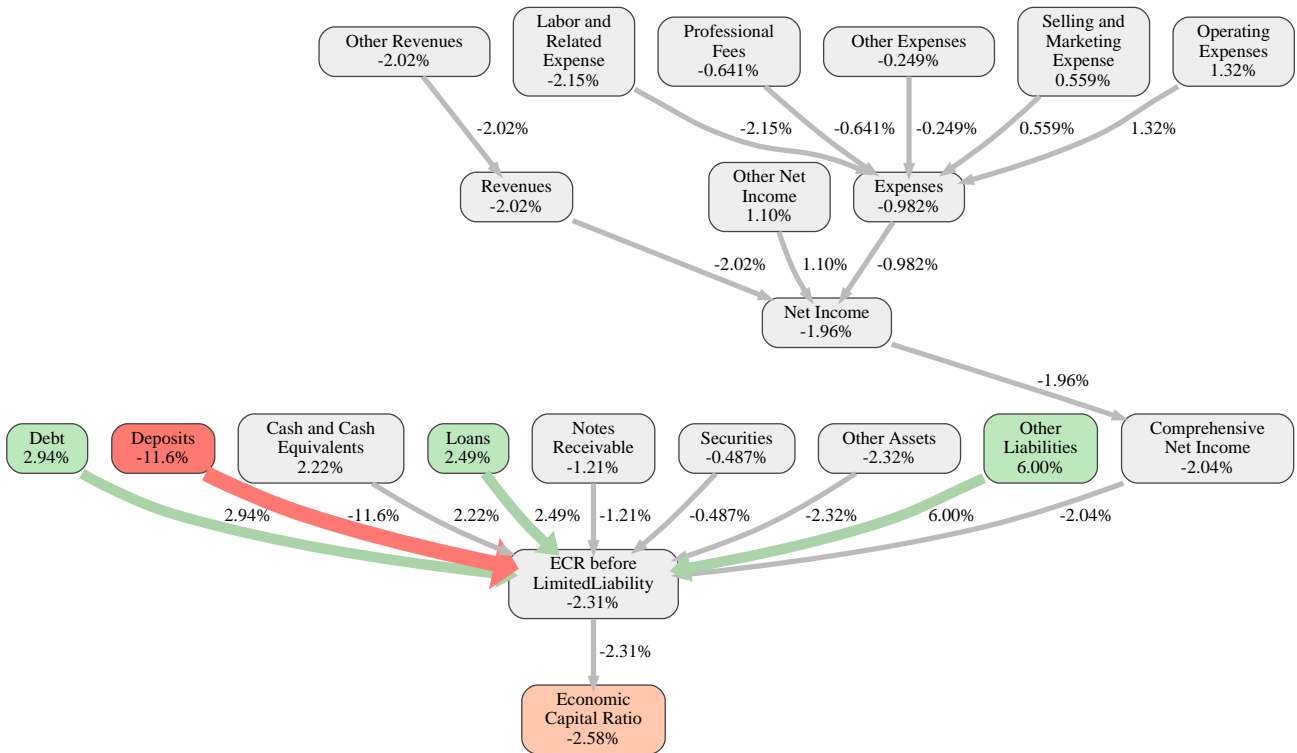 Other Revenues
-2.02%
Labor and
Related
Expense
-2.15%
Professional
Fees
-0.641%
Other Expenses
-0.249%
Selling and
Marketing
Expense
0.559%
Operating
Expenses
1.32%
-2.02%
-2.15%
-0.641%
-0.249%
0.559%
1.32%
Revenues
-2.02%
Other Net
Income
1.10%
Expenses
-0.982%
-2.02%
1.10%
-0.982%
Net Income
-1.96%
-1.96%
Debt
2.94%
Deposits
-11.6%
Cash and Cash
Equivalents
2.22%
Loans
2.49%
Notes
Receivable
-1.21%
Securities
-0.487%
Other Assets
-2.32%
Other
Liabilities
6.00%
Comprehensive
Net Income
-2.04%
2.94%
-11.6%
2.22%
2.49%
-1.21%
-0.487%
-2.32%
6.00%
-2.04%
ECR before
LimitedLiability
-2.31%
-2.31%
Economic
Capital Ratio
-2.58%